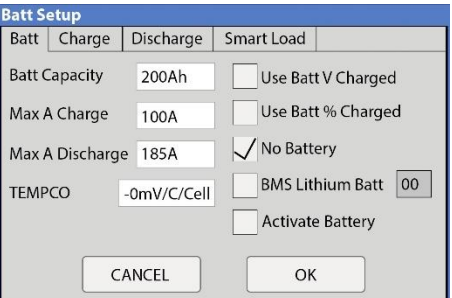 Batt Setup
Batt Charge Discharge Smart Load
Batt Capacity 200Ah Use Batt V Charged
Max A Charge 100A Use Batt % Charged
Max A Discharge 185A No Battery
TEMPCO -0mV/C/Cell BMS Lithium Batt 00
Activate Battery
CANCEL OK